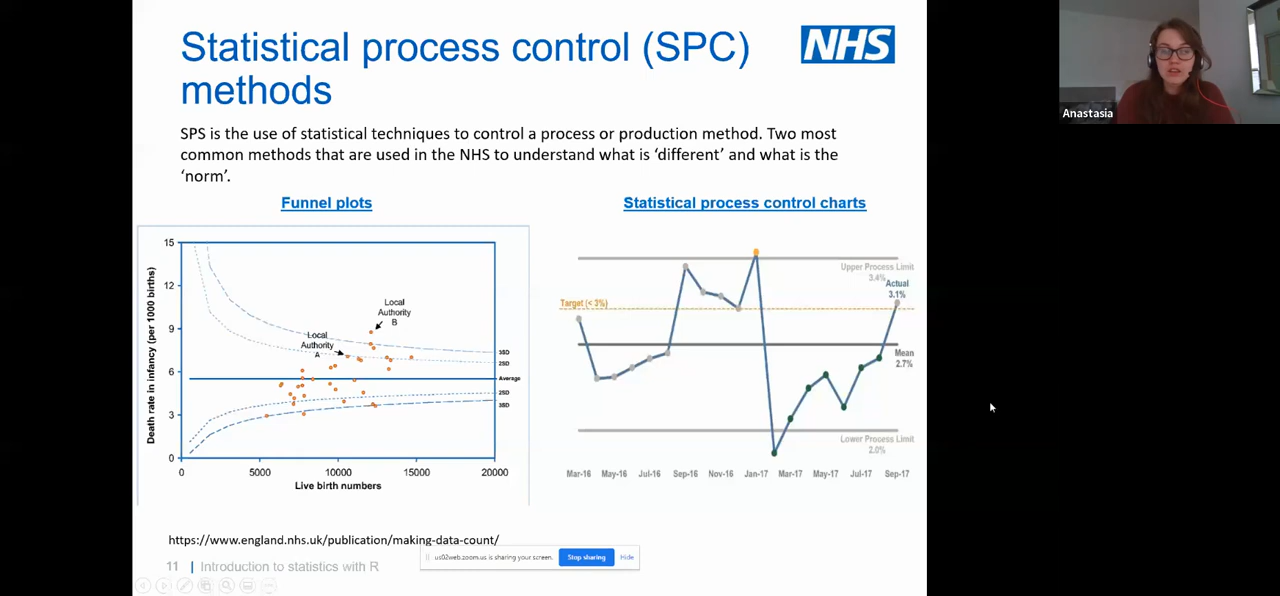 Statistical process control (SPC)
methods
NHS
Anastasia
SPS is the use of statistical techniques to control a process or production method. Two most
common methods that are used in the NHS to understand what is ‘different’ and what is the
‘norm’.
Funnel plots
Statistical process control charts
Death rate in infancy (per 1000 births)
15
12
9
6
3
0
Local
Authority
B
Local
Authority
A
3SD
2SD
Average
2SD
3SD
0 5000 10000 15000 20000
Live birth numbers
Upper Process Limit
3.4%
Actual
3.1%
Target (< 3%)
Mean
2.7%
Lower Process Limit
2.0%
Mar-16 May-16 Jul-16 Sep-16 Nov-16 Jan-17 Mar-17 May-17 Jul-17 Sep-17
https://www.england.nhs.uk/publication/making-data-count/
us02web.zoom.us is sharing your screen. Stop sharing Hide
11 | Introduction to statistics with R